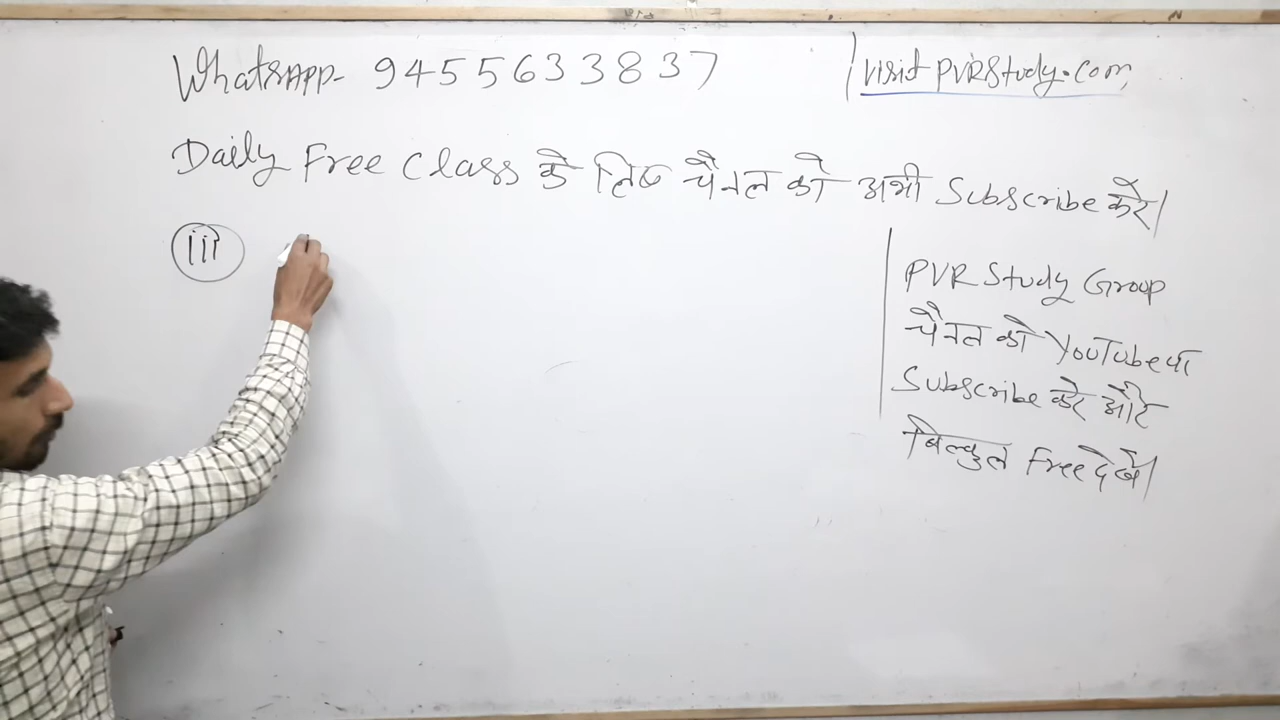 WhatsApp- 9455633837
visit PVRStudy.com
Daily Free Class के लिए चैनल को अभी Subscribe करें|
iii
PVR Study Group
चैनल को YouTube पर
Subscribe करें और
बिल्कुल Free देखें|